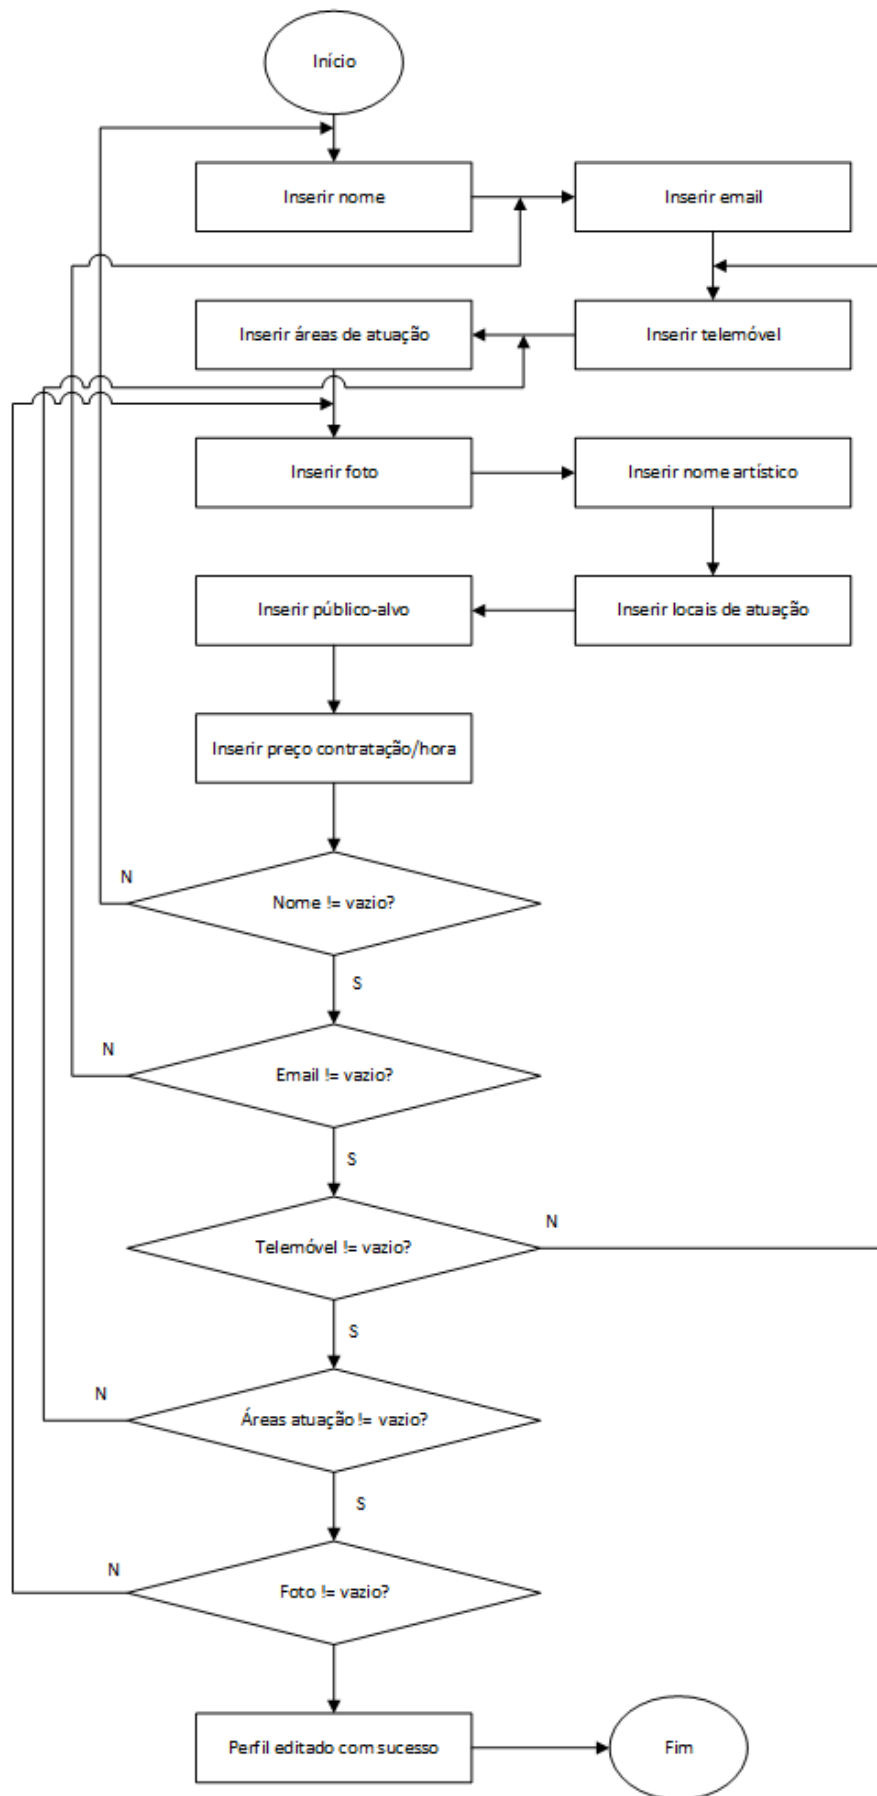 Início
Inserir nome
Inserir email
Inserir áreas de atuação
Inserir telemóvel
Inserir foto
Inserir nome artístico
Inserir público-alvo
Inserir locais de atuação
Inserir preço contratação/hora
N
Nome != vazio?
S
N
Email != vazio?
S
N
Telemóvel != vazio?
S
N
Áreas atuação != vazio?
S
N
Foto != vazio?
Perfil editado com sucesso
Fim